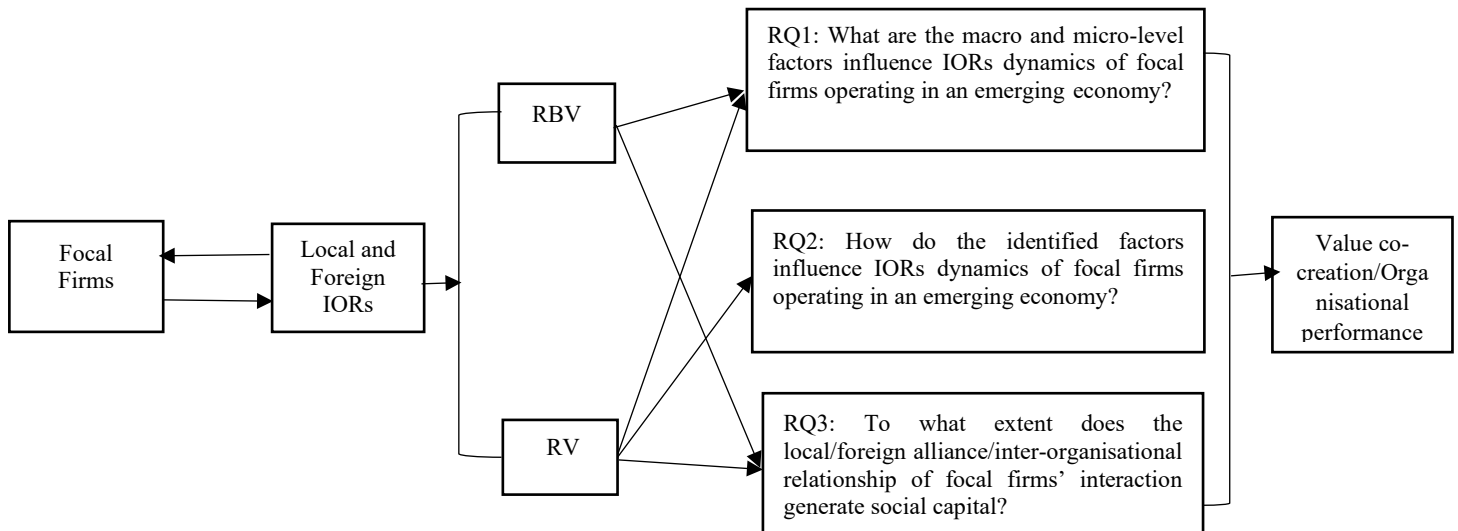 Focal
Firms
Local and
Foreign
IORs
RBV
RV
RQ1: What are the macro and micro-level
factors influence IORs dynamics of focal
firms operating in an emerging economy?
RQ2: How do the identified factors
influence IORs dynamics of focal firms
operating in an emerging economy?
RQ3: To what extent does the
local/foreign alliance/inter-organisational
relationship of focal firms’ interaction
generate social capital?
Value co-
creation/Orga
nisational
performance